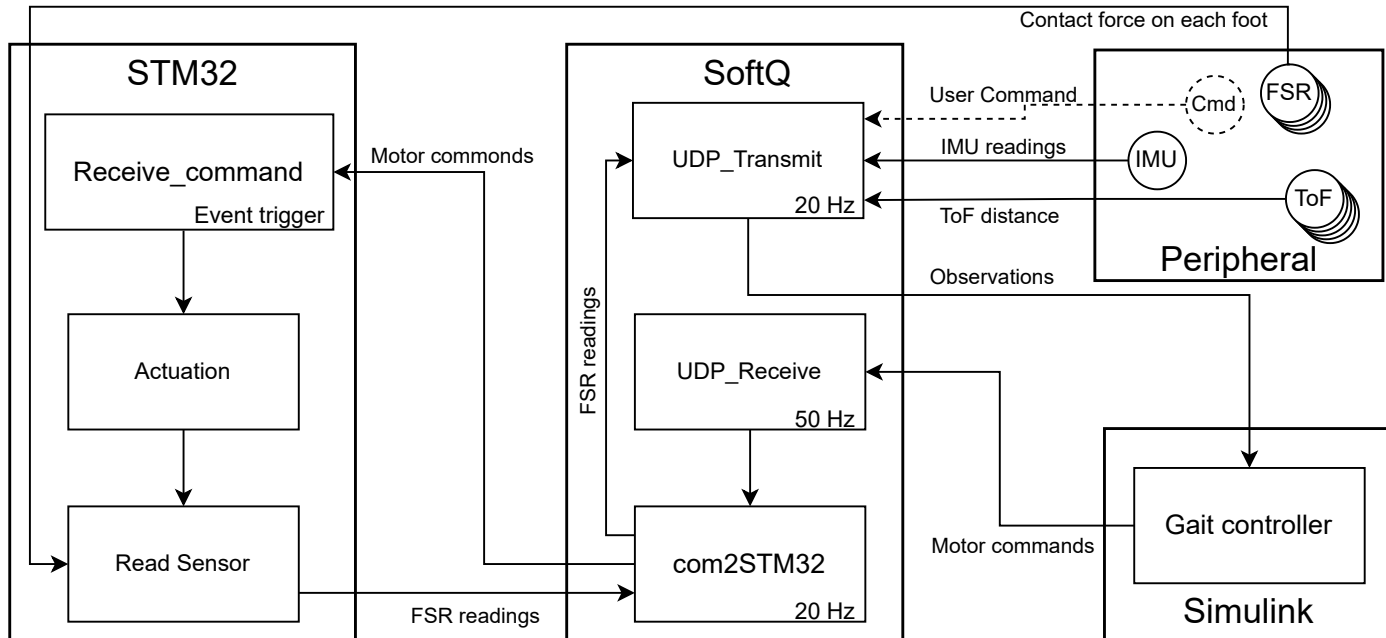 Contact force on each foot
STM32
SoftQ
User Command
Cmd
FSR
Receive_command
Event trigger
Motor commonds
UDP_Transmit
20 Hz
IMU readings
IMU
ToF distance
ToF
Peripheral
Observations
FSR readings
Actuation
UDP_Receive
50 Hz
Read Sensor
FSR readings
com2STM32
20 Hz
Motor commands
Gait controller
Simulink